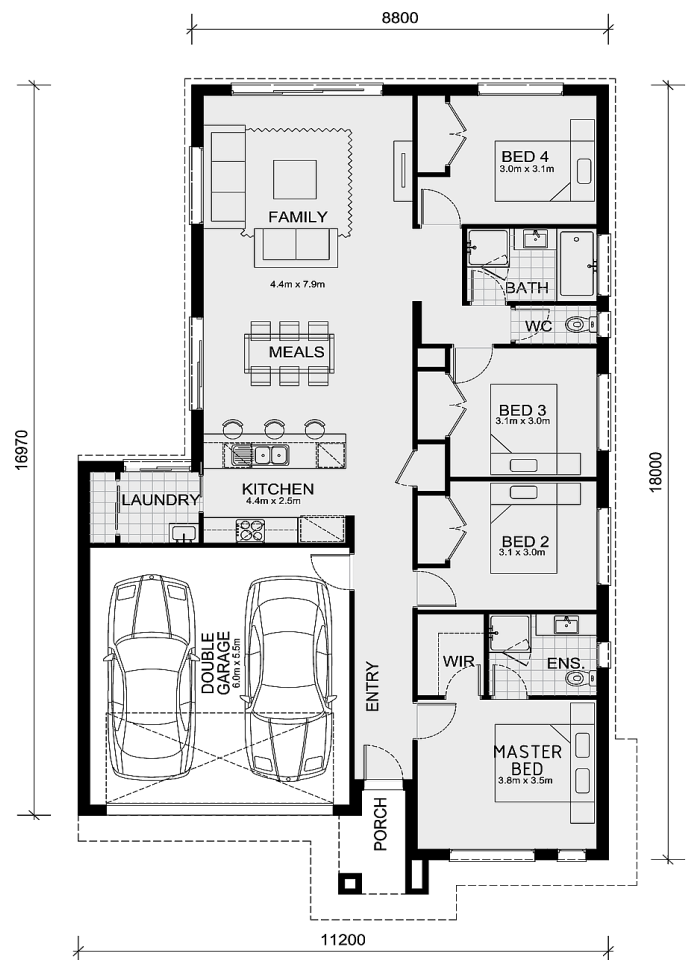 8800
BED 4
3.0m x 3.1m
FAMILY
4.4m x 7.9m
BATH
WC
MEALS
BED 3
3.1m x 3.0m
16970
18000
KITCHEN
4.4m x 2.5m
LAUNDRY
BED 2
3.1 x 3.0m
DOUBLE
GARAGE
6.0m x 5.5m
WIR
ENS.
ENTRY
MASTER
BED
3.8m x 3.5m
PORCH
11200